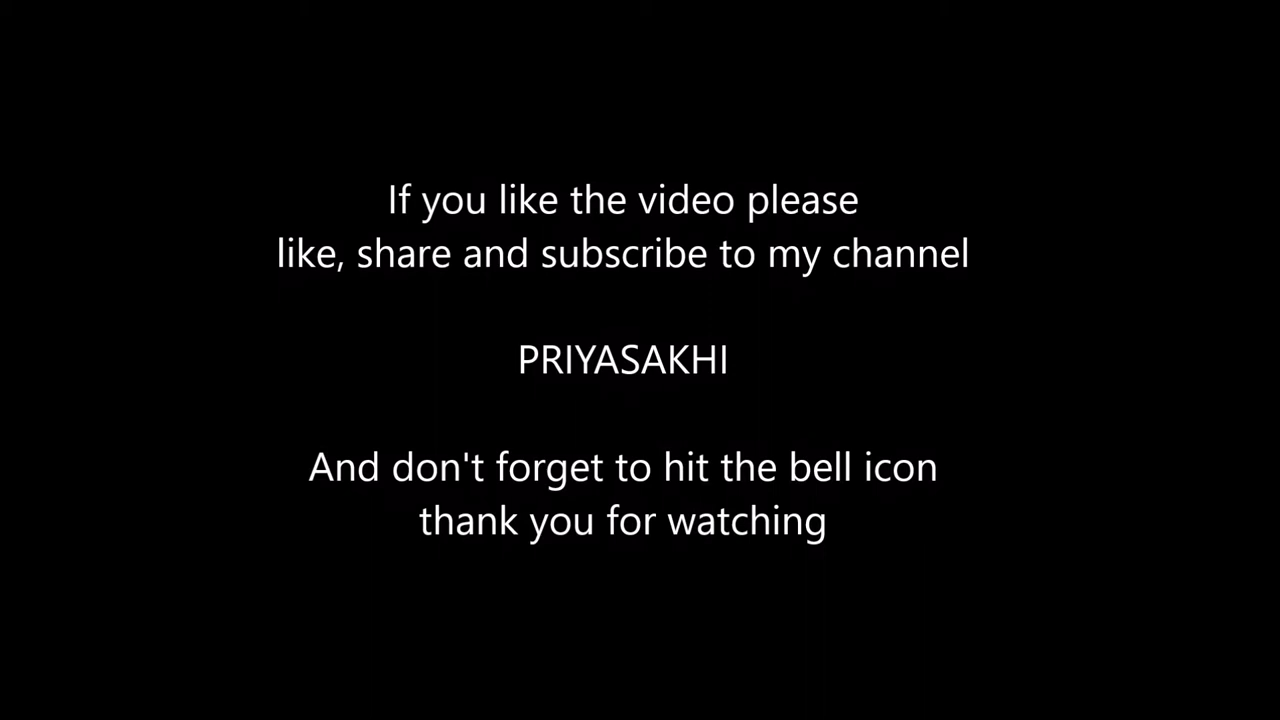 If you like the video please
like, share and subscribe to my channel
PRIYASAKHI
And don't forget to hit the bell icon
thank you for watching